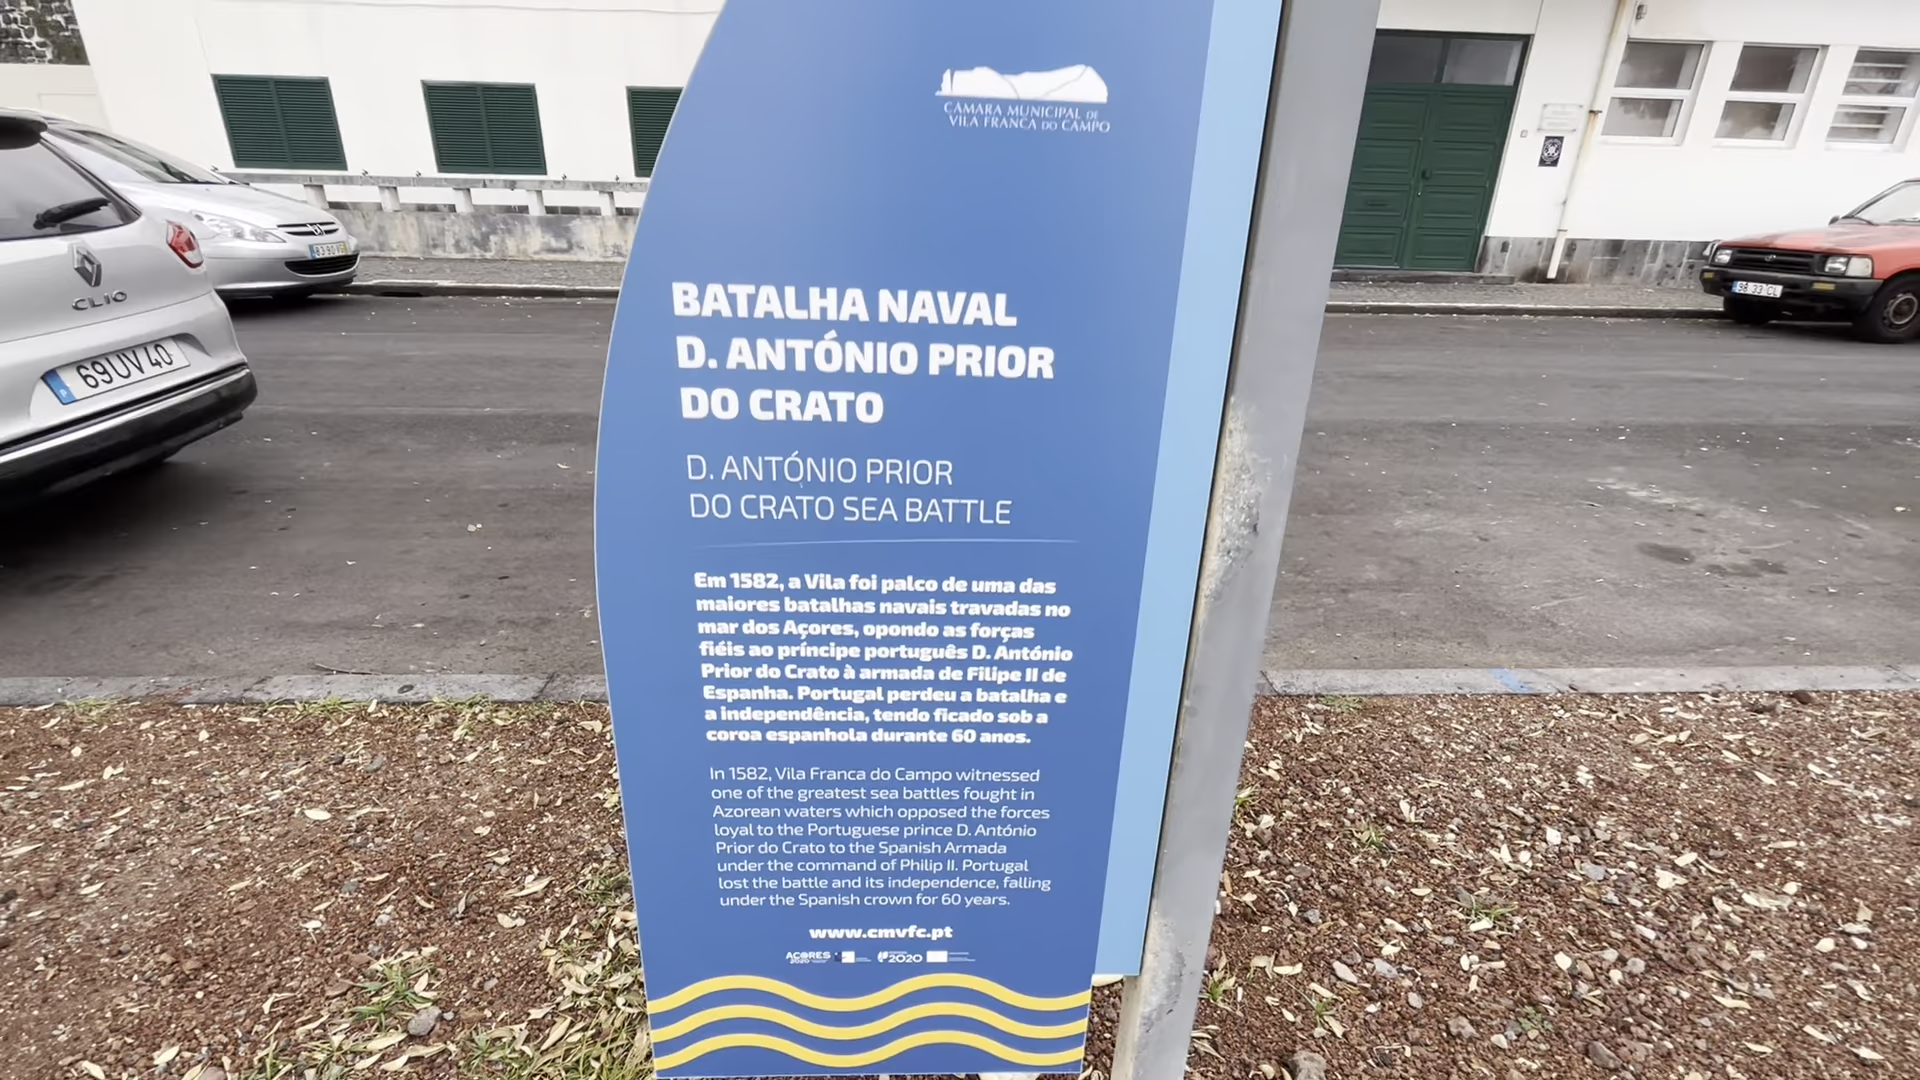 CÂMARA MUNICIPAL DE
VILA FRANCA DO CAMPO
BATALHA NAVAL
D. ANTÓNIO PRIOR
DO CRATO
D. ANTÓNIO PRIOR
DO CRATO SEA BATTLE
Em 1582, a Vila foi palco de uma das
maiores batalhas navais travadas no
mar dos Açores, opondo as forças
fiéis ao príncipe português D. António
Prior do Crato à armada de Filipe II de
Espanha. Portugal perdeu a batalha e
a independência, tendo ficado sob a
coroa espanhola durante 60 anos.
In 1582, Vila Franca do Campo witnessed
one of the greatest sea battles fought in
Azorean waters which opposed the forces
loyal to the Portuguese prince D. António
Prior do Crato to the Spanish Armada
under the command of Philip II. Portugal
lost the battle and its independence, falling
under the Spanish crown for 60 years.
www.cmvfc.pt
AÇORES
2020
2020
CLIO
69 UV 40
98 33 CL